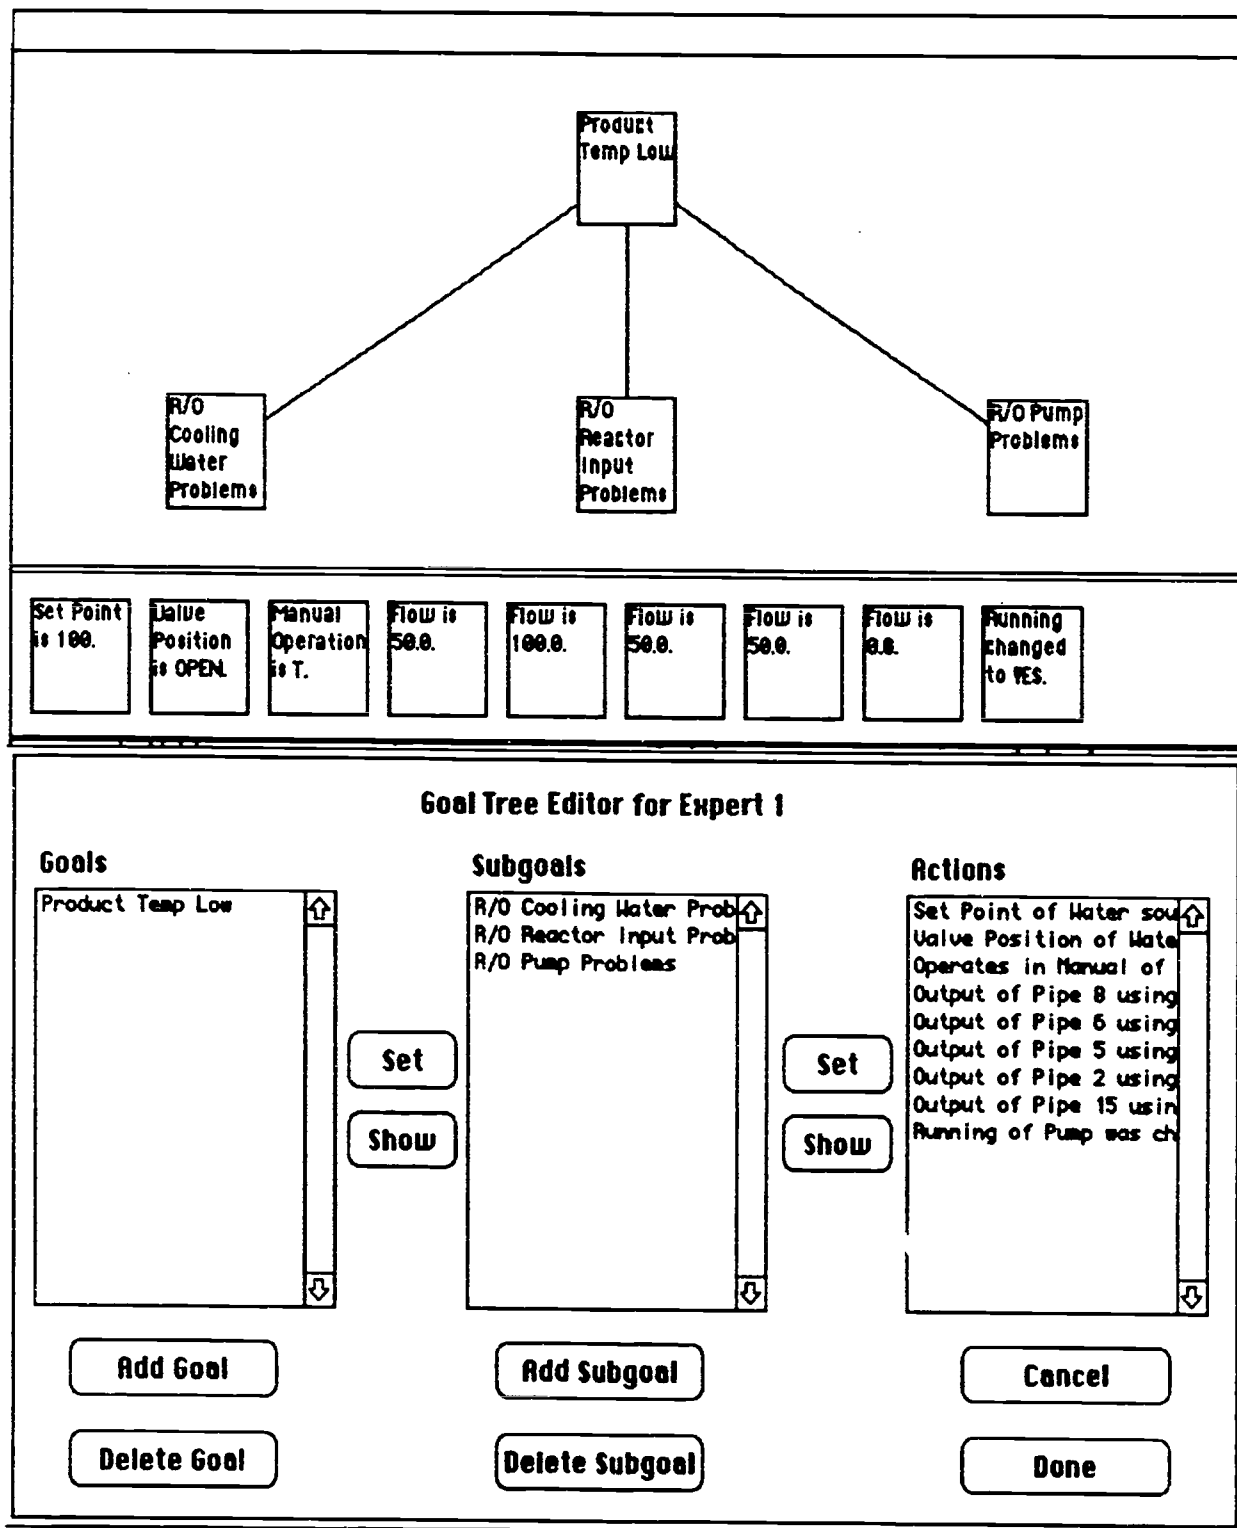 Product
Temp Low
R/O
Cooling
Water
Problems
R/O
Reactor
Input
Problems
R/O Pump
Problems
Set Point
is 100.
Valve
Position
is OPEN.
Manual
Operation
is T.
Flow is
50.0.
Flow is
100.0.
Flow is
50.0.
Flow is
50.0.
Flow is
0.0.
Running
changed
to YES.
Goal Tree Editor for Expert 1
Goals
Product Temp Low
Subgoals
R/O Cooling Water Prob
R/O Reactor Input Prob
R/O Pump Problems
Actions
Set Point of Water sou
Valve Position of Wate
Operates in Manual of
Output of Pipe 8 using
Output of Pipe 6 using
Output of Pipe 5 using
Output of Pipe 2 using
Output of Pipe 15 usin
Running of Pump was ch
Set
Show
Set
Show
Add Goal
Add Subgoal
Cancel
Delete Goal
Delete Subgoal
Done